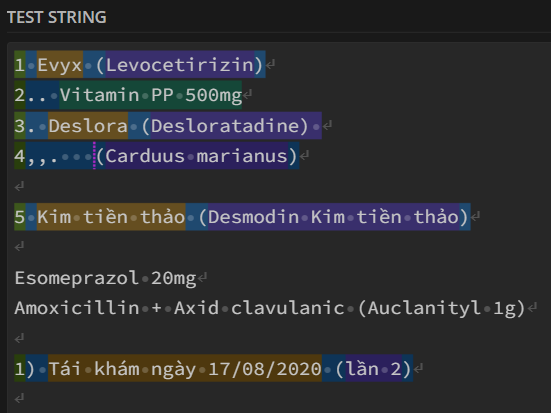 TEST STRING
1 Evyx (Levocetirizin)
2.. Vitamin PP 500mg
3. Deslora (Desloratadine)
4,,.   (Carduus marianus)
5 Kim tiền thảo (Desmodin Kim tiền thảo)
Esomeprazol 20mg
Amoxicillin + Axid clavulanic (Auclanityl 1g)
1) Tái khám ngày 17/08/2020 (lần 2)